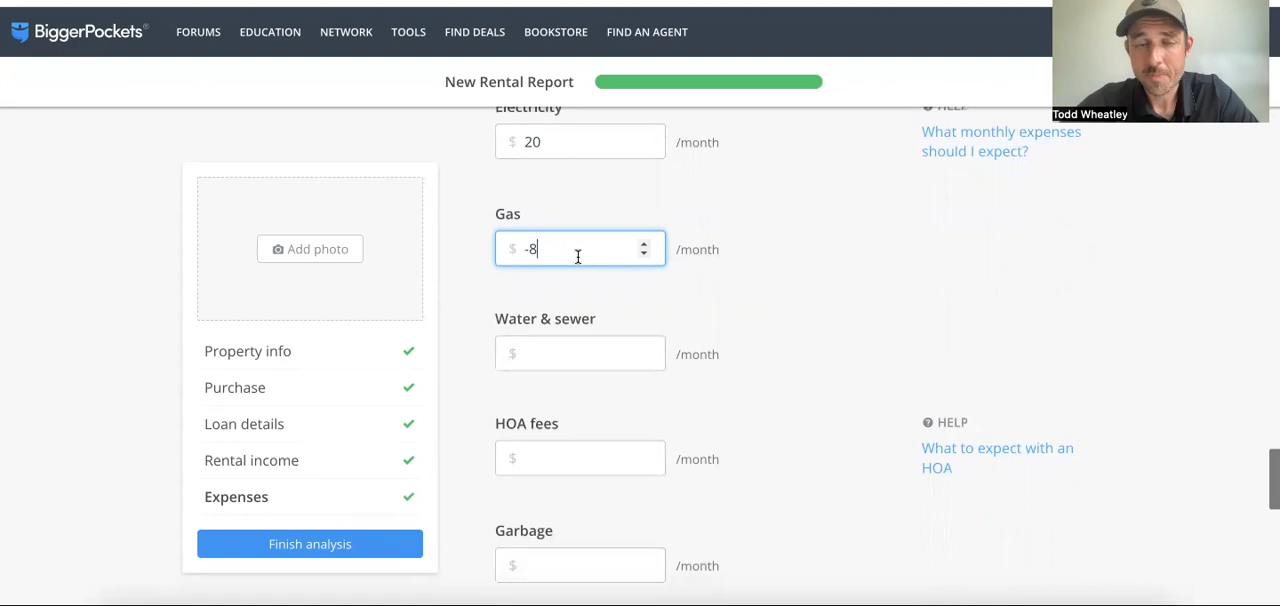 BiggerPockets®
FORUMS EDUCATION NETWORK TOOLS FIND DEALS BOOKSTORE FIND AN AGENT
Todd Wheatley
New Rental Report
Electricity
$ 20 /month
HELP
What monthly expenses
should I expect?
Gas
$ -8 /month
Add photo
Water & sewer
$ /month
Property info
Purchase
Loan details
Rental income
Expenses
Finish analysis
HOA fees
$ /month
HELP
What to expect with an
HOA
Garbage
$ /month